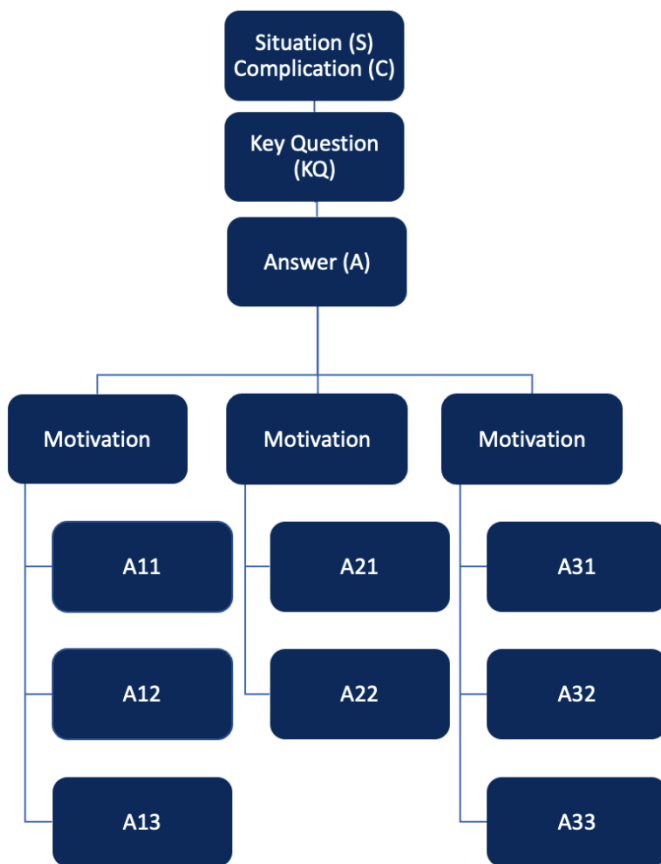 Situation (S)
Complication (C)
Key Question
(KQ)
Answer (A)
Motivation
Motivation
Motivation
A11
A21
A31
A12
A22
A32
A13
A33